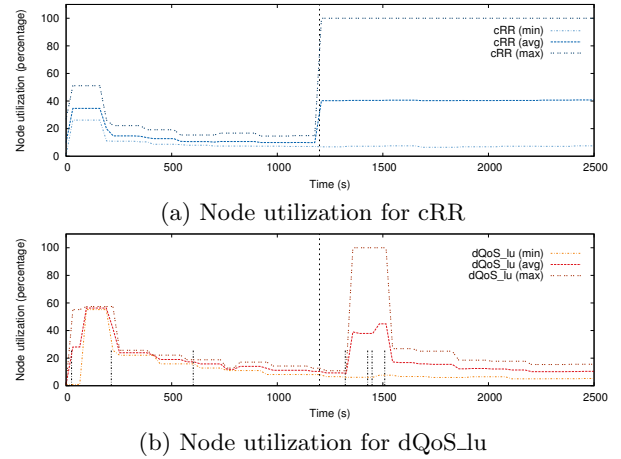 Node utilization (percentage)
100
80
60
40
20
0
cRR (min)
cRR (avg)
cRR (max)
0 500 1000 1500 2000 2500
Time (s)
(a) Node utilization for cRR
Node utilization (percentage)
100
80
60
40
20
0
dQoS_lu (min)
dQoS_lu (avg)
dQoS_lu (max)
0 500 1000 1500 2000 2500
Time (s)
(b) Node utilization for dQoS_lu